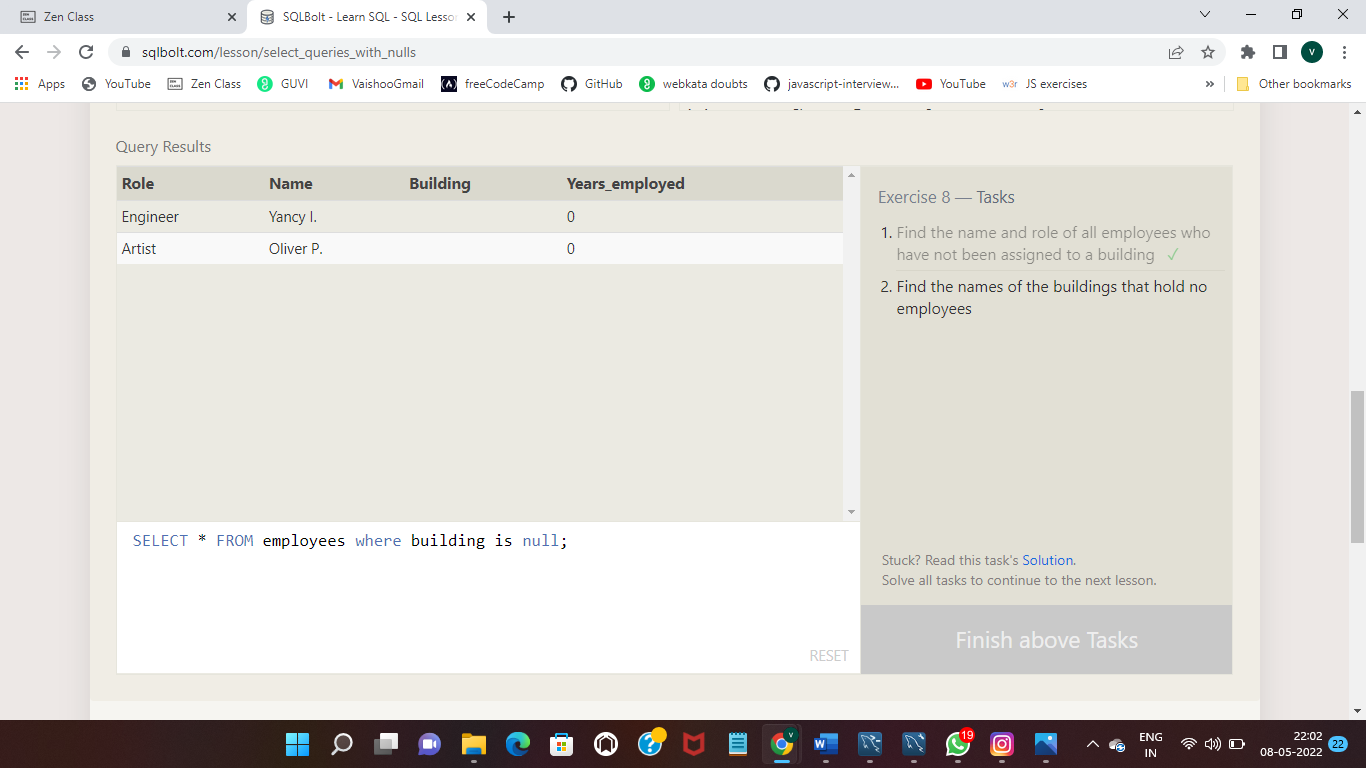 Zen Class
SQLBolt - Learn SQL - SQL Lesso
sqlbolt.com/lesson/select_queries_with_nulls
V
Apps YouTube Zen Class GUVI VaishooGmail freeCodeCamp GitHub webkata doubts javascript-interview... YouTube w3r JS exercises » Other bookmarks
Query Results
Role Name Building Years_employed
Engineer Yancy I. 0
Artist Oliver P. 0
Exercise 8 — Tasks
1. Find the name and role of all employees who
have not been assigned to a building ✓
2. Find the names of the buildings that hold no
employees
SELECT * FROM employees where building is null;
RESET
Stuck? Read this task's Solution.
Solve all tasks to continue to the next lesson.
Finish above Tasks
V
19
ENG
IN
22:02
08-05-2022
22